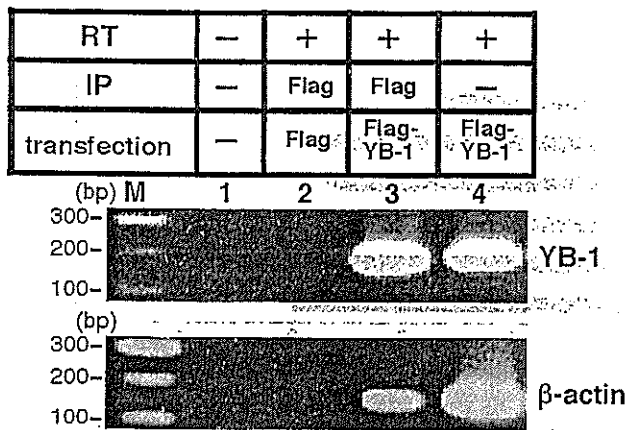 RT − + + +
IP − Flag Flag −
transfection − Flag Flag-YB-1 Flag-YB-1
(bp) M 1 2 3 4
300-
200- YB-1
100-
(bp)
300-
200- β-actin
100-